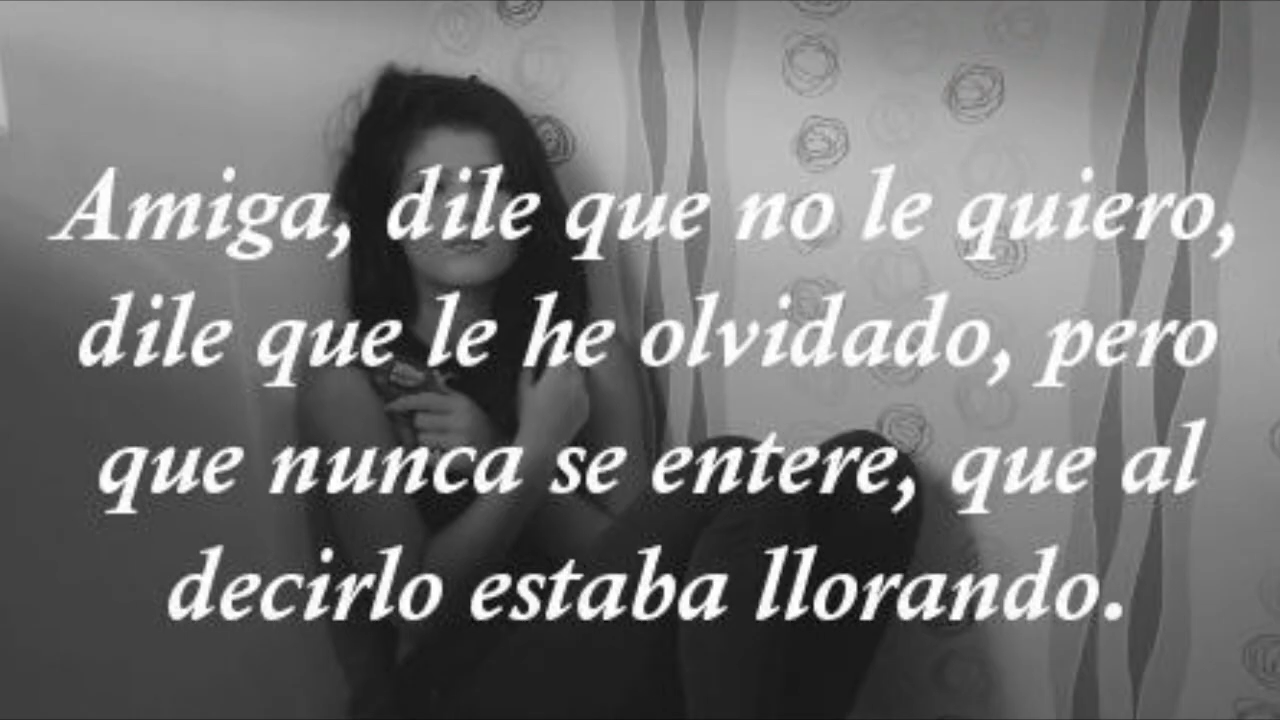 Amiga, dile que no le quiero,
dile que le he olvidado, pero
que nunca se entere, que al
decirlo estaba llorando.